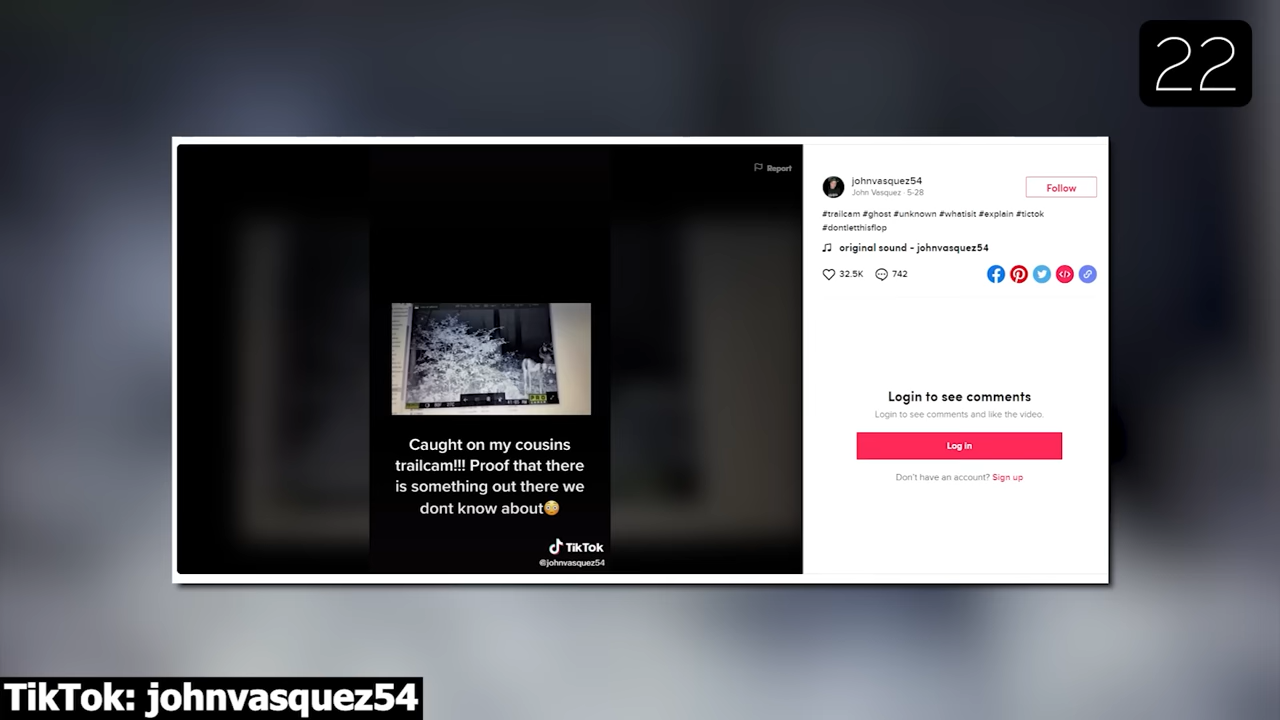 22
Report
johnvasquez54
John Vasquez · 5-28
Follow
#trailcam #ghost #unknown #whatisit #explain #tictok
#dontletthisflop
original sound - johnvasquez54
32.5K
742
Caught on my cousins
trailcam!!! Proof that there
is something out there we
dont know about😳
TikTok
@johnvasquez54
Login to see comments
Login to see comments and like the video.
Log in
Don't have an account? Sign up
TikTok: johnvasquez54